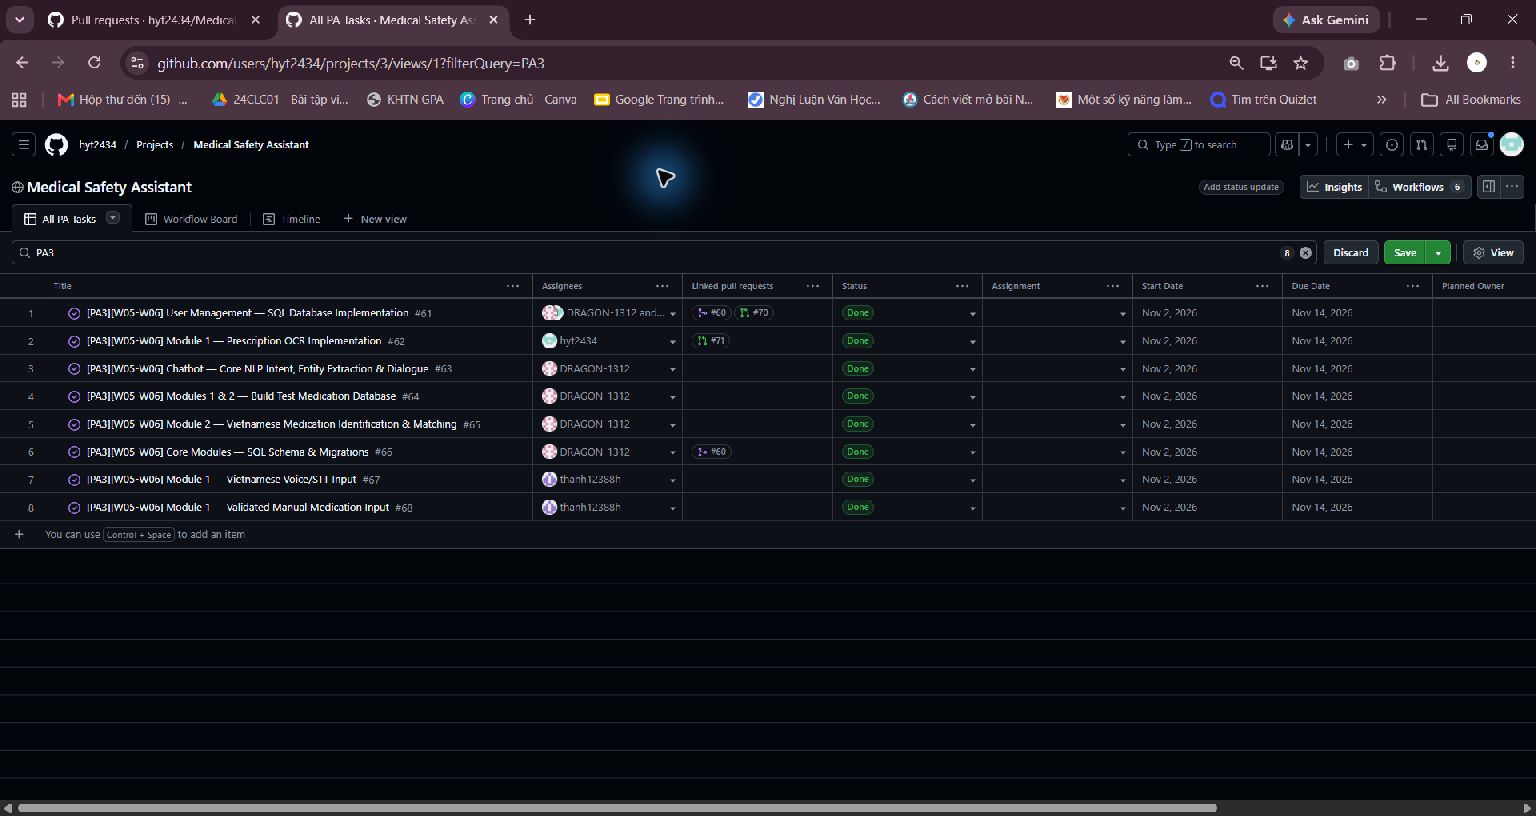 Pull requests · hyt2434/Medical
All PA Tasks · Medical Safety As
Ask Gemini
github.com/users/hyt2434/projects/3/views/1?filterQuery=PA3
Hộp thư đến (15) ...
24CLC01 Bài tập vi...
KHTN GPA
Trang chủ Canva
Google Trang trình...
Nghị Luận Văn Học...
Cách viết mở bài N...
Một số kỹ năng làm...
Tìm trên Quizlet
All Bookmarks
hyt2434 / Projects / Medical Safety Assistant
Type / to search
Medical Safety Assistant
Add status update
Insights
Workflows 6
All PA Tasks
Workflow Board
Timeline
New view
PA3
8
Discard
Save
View
Title Assignees Linked pull requests Status Assignment Start Date Due Date Planned Owner
1 [PA3][W05-W06] User Management — SQL Database Implementation #61 DRAGON-1312 and... #60 #70 Done Nov 2, 2026 Nov 14, 2026
2 [PA3][W05-W06] Module 1 — Prescription OCR Implementation #62 hyt2434 #71 Done Nov 2, 2026 Nov 14, 2026
3 [PA3][W05-W06] Chatbot — Core NLP Intent, Entity Extraction & Dialogue #63 DRAGON-1312 Done Nov 2, 2026 Nov 14, 2026
4 [PA3][W05-W06] Modules 1 & 2 — Build Test Medication Database #64 DRAGON-1312 Done Nov 2, 2026 Nov 14, 2026
5 [PA3][W05-W06] Module 2 — Vietnamese Medication Identification & Matching #65 DRAGON-1312 Done Nov 2, 2026 Nov 14, 2026
6 [PA3][W05-W06] Core Modules — SQL Schema & Migrations #66 DRAGON-1312 #60 Done Nov 2, 2026 Nov 14, 2026
7 [PA3][W05-W06] Module 1 — Vietnamese Voice/STT Input #67 thanh12388h Done Nov 2, 2026 Nov 14, 2026
8 [PA3][W05-W06] Module 1 — Validated Manual Medication Input #68 thanh12388h Done Nov 2, 2026 Nov 14, 2026
You can use Control + Space to add an item